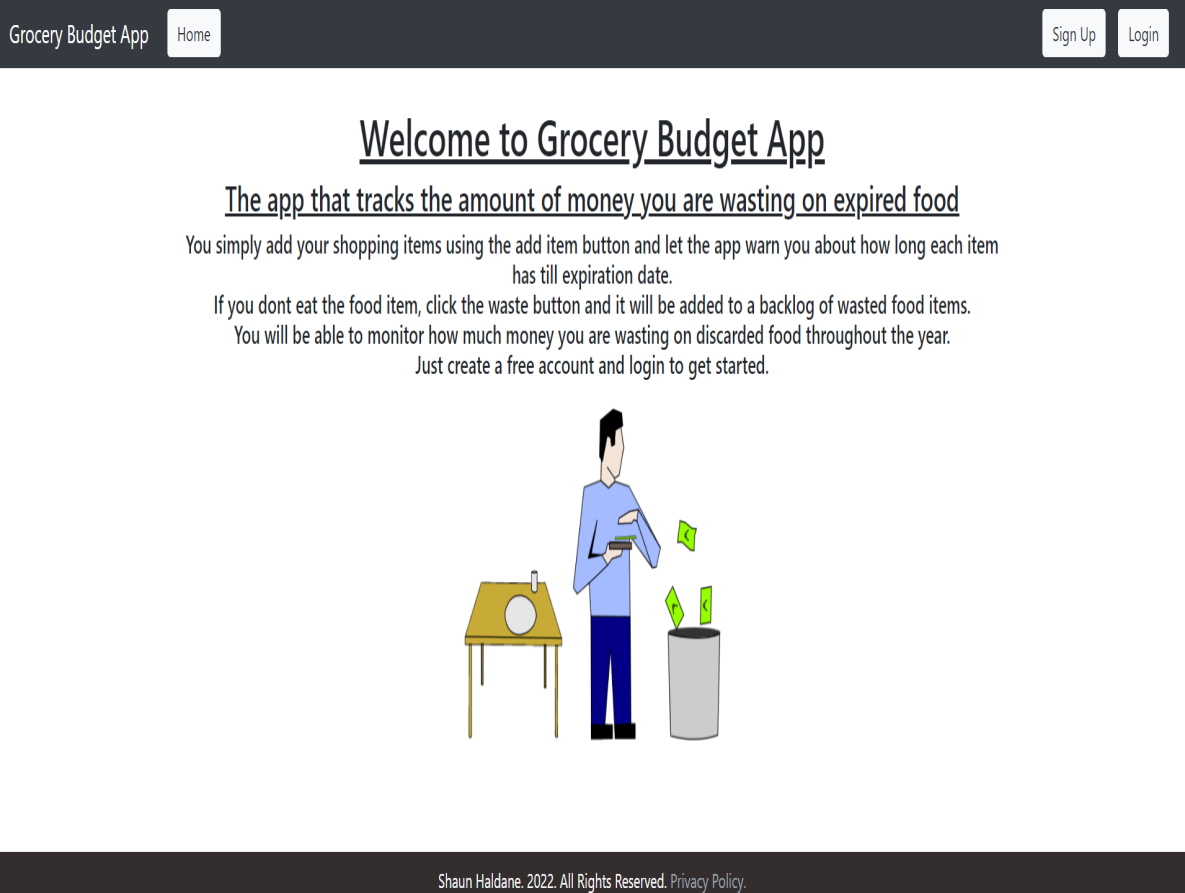 Grocery Budget App Home Sign Up Login
Welcome to Grocery Budget App
The app that tracks the amount of money you are wasting on expired food
You simply add your shopping items using the add item button and let the app warn you about how long each item
has till expiration date.
If you dont eat the food item, click the waste button and it will be added to a backlog of wasted food items.
You will be able to monitor how much money you are wasting on discarded food throughout the year.
Just create a free account and login to get started.
Shaun Haldane. 2022. All Rights Reserved. Privacy Policy.